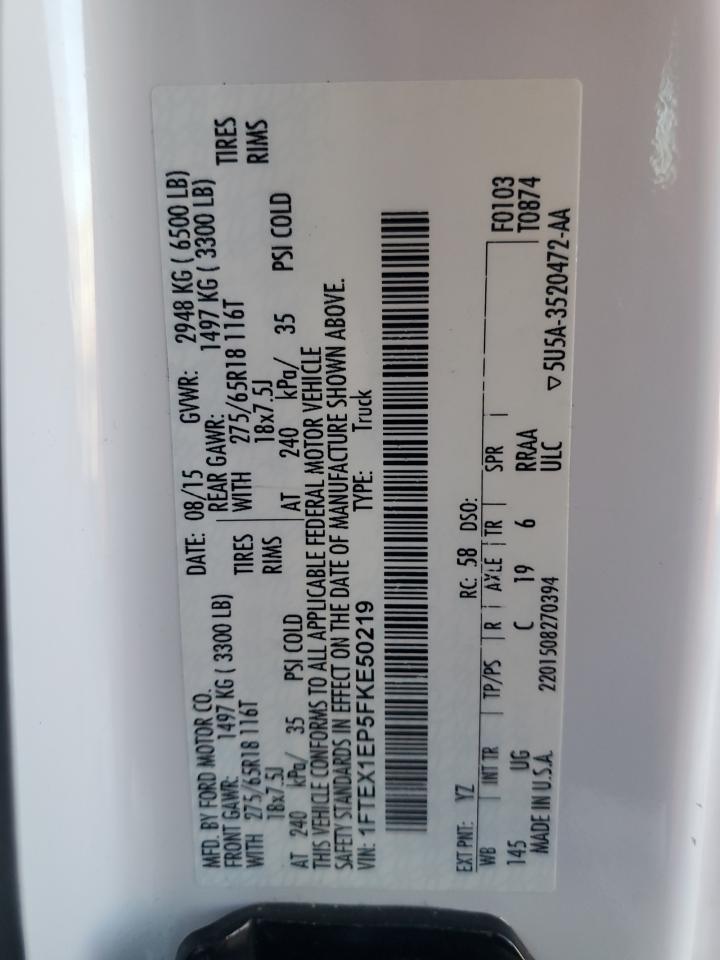 MFD. BY FORD MOTOR CO.
DATE: 08/15 GVWR: 2948 KG ( 6500 LB)
FRONT GAWR: 1497 KG ( 3300 LB) REAR GAWR: 1497 KG ( 3300 LB)
WITH 275/65R18 116T TIRES WITH 275/65R18 116T TIRES
18x7.5J RIMS 18x7.5J RIMS
AT 240 kPa/ 35 PSI COLD AT 240 kPa/ 35 PSI COLD
THIS VEHICLE CONFORMS TO ALL APPLICABLE FEDERAL MOTOR VEHICLE
SAFETY STANDARDS IN EFFECT ON THE DATE OF MANUFACTURE SHOWN ABOVE.
VIN: 1FTEX1EP5FKE50219 TYPE: Truck
EXT PNT: YZ RC: 58 DSO:
WB INT TR TP/PS R AXLE TR SPR F0103
145 UG C 19 6 RRAA T0874
ULC
MADE IN U.S.A. 2201508270394 ▽5U5A-3520472-AA